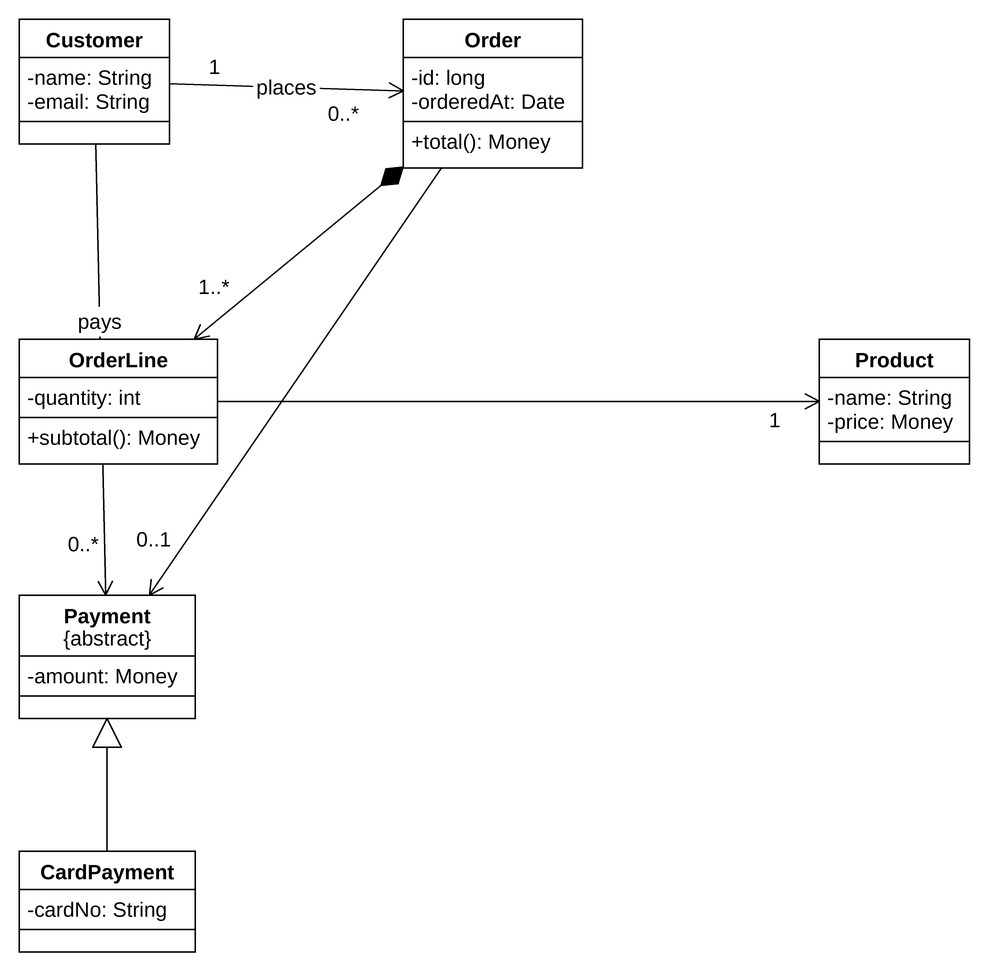 Customer
-name: String
-email: String
1
places
0..*
Order
-id: long
-orderedAt: Date
+total(): Money
1..*
pays
OrderLine
-quantity: int
+subtotal(): Money
1
Product
-name: String
-price: Money
0..*
0..1
Payment
{abstract}
-amount: Money
CardPayment
-cardNo: String